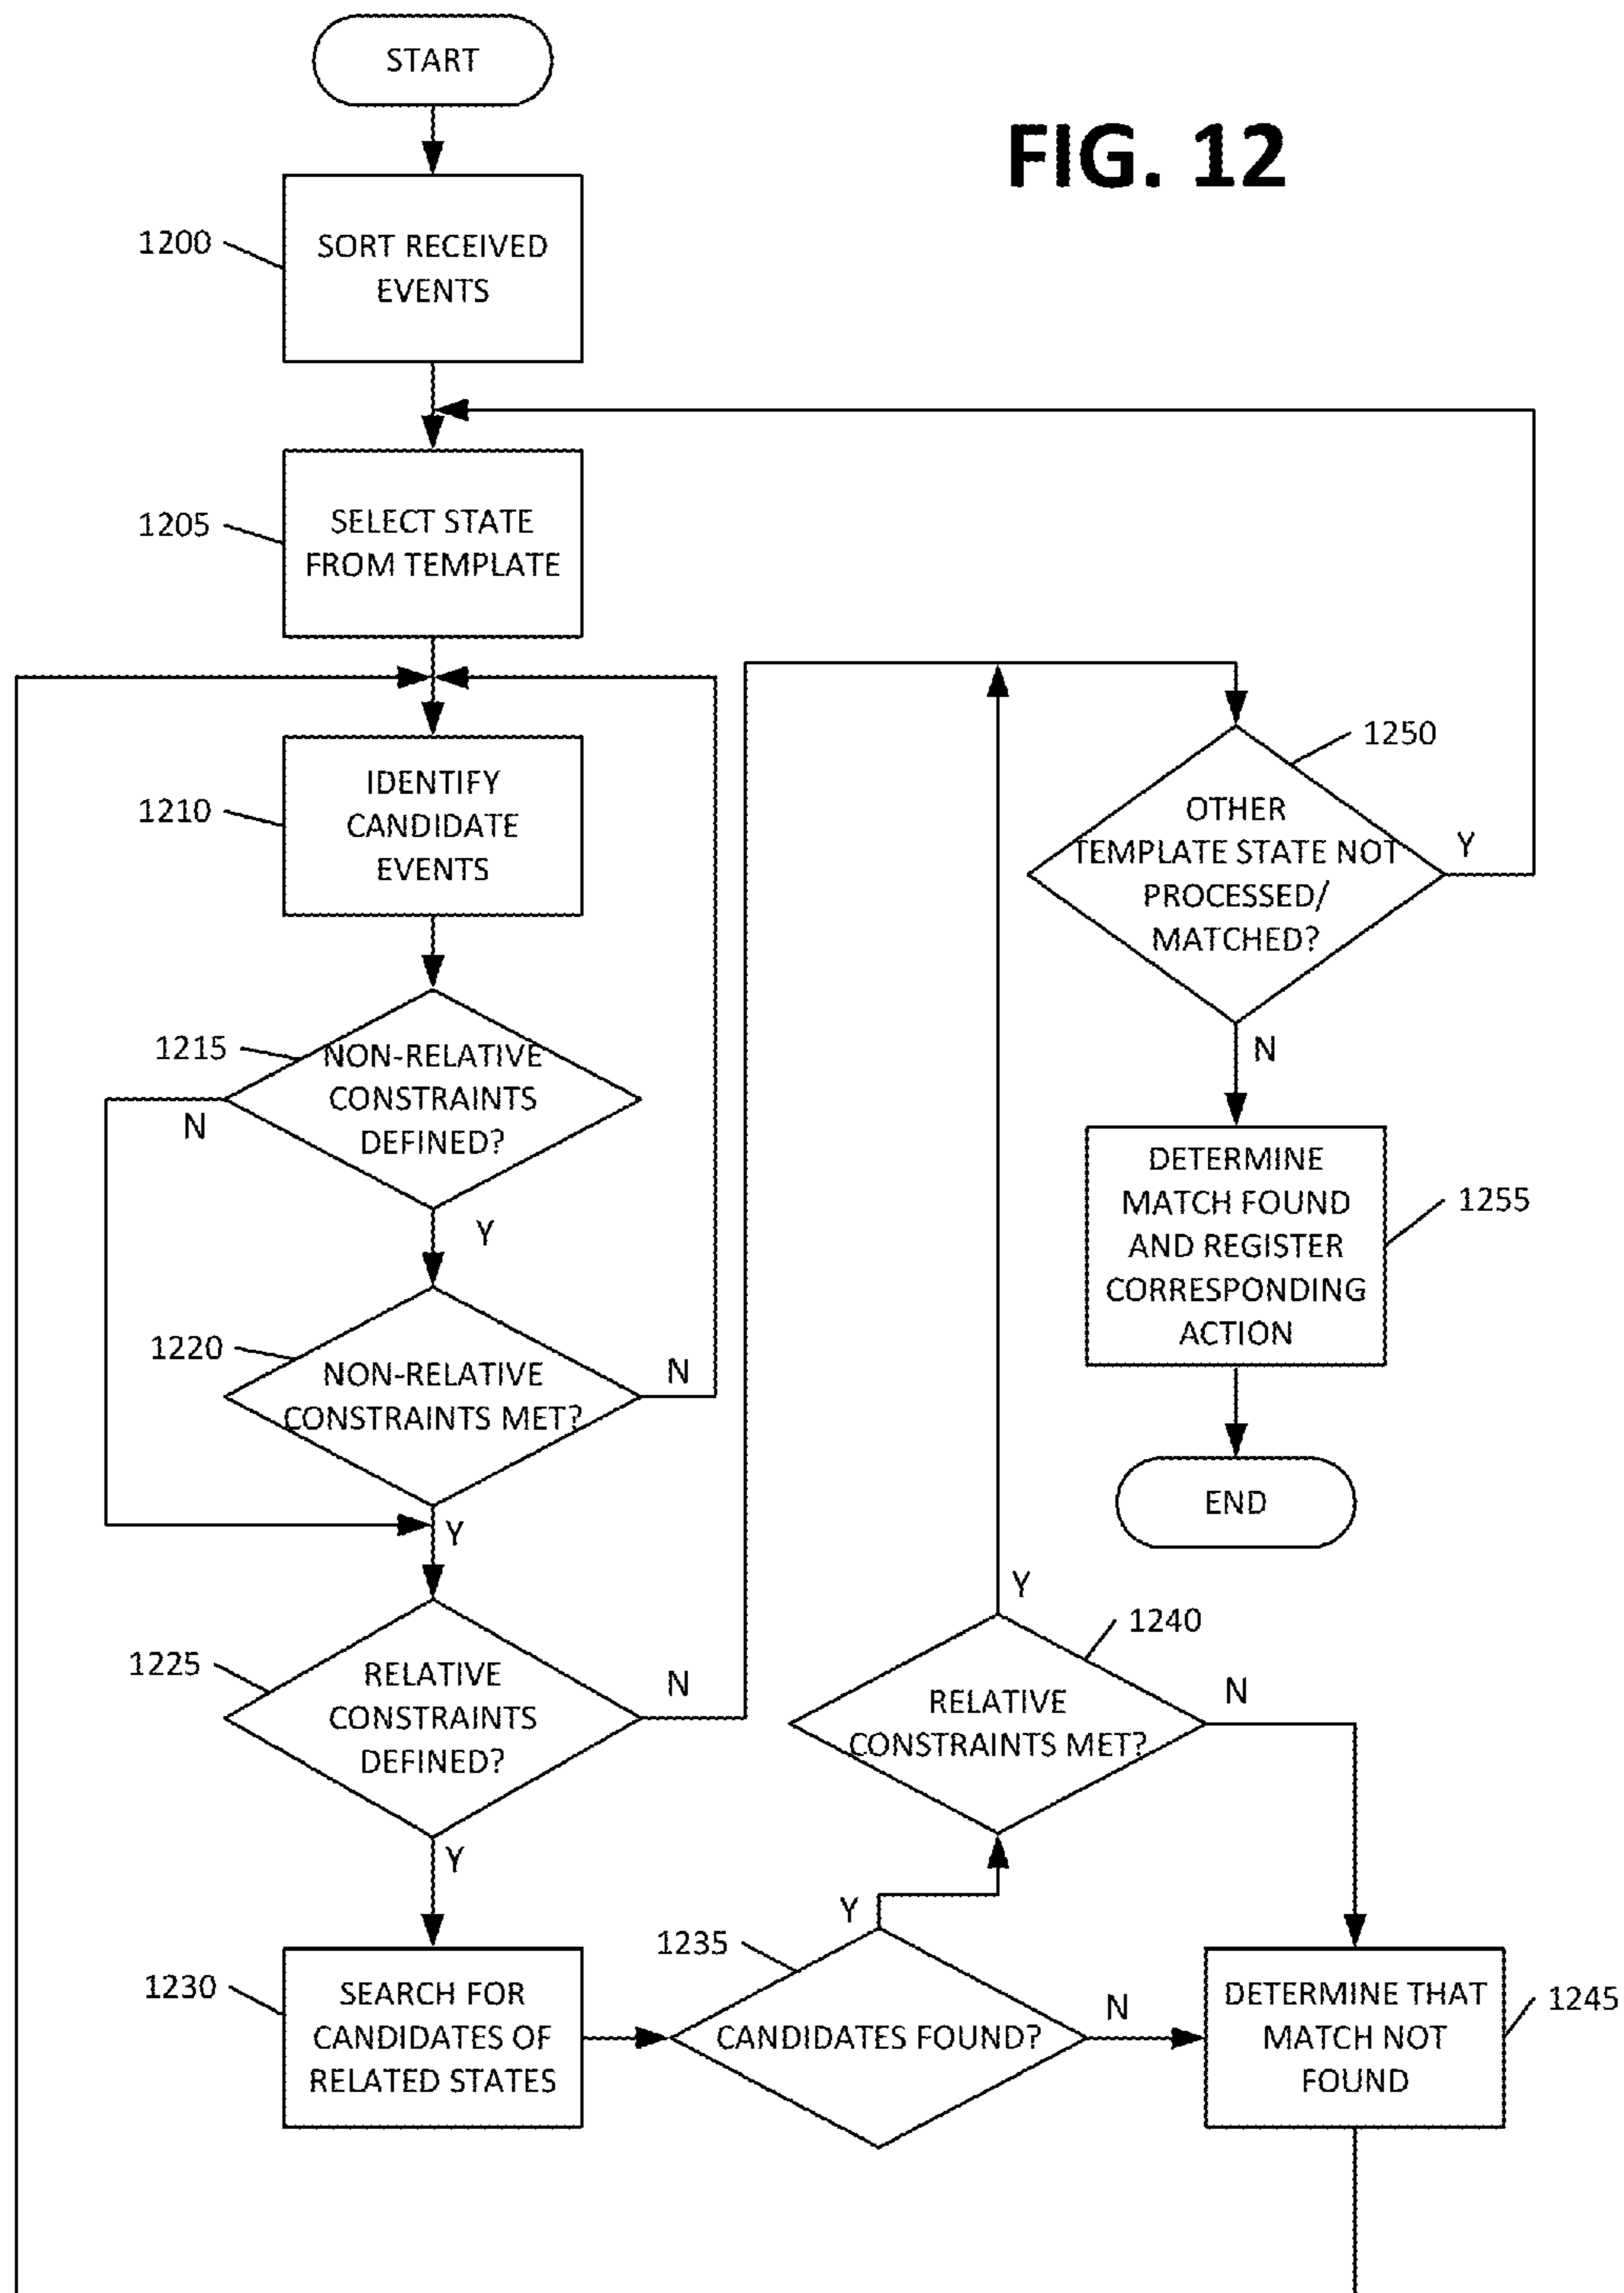 START
FIG. 12
1200
SORT RECEIVED
EVENTS
1205
SELECT STATE
FROM TEMPLATE
1210
IDENTIFY
CANDIDATE
EVENTS
1215
NON-RELATIVE
CONSTRAINTS
DEFINED?
N
Y
1220
NON-RELATIVE
CONSTRAINTS MET?
N
Y
1225
RELATIVE
CONSTRAINTS
DEFINED?
N
Y
1230
SEARCH FOR
CANDIDATES OF
RELATED STATES
1235
CANDIDATES FOUND?
Y
N
1240
RELATIVE
CONSTRAINTS MET?
Y
N
1245
DETERMINE THAT
MATCH NOT
FOUND
1250
OTHER
TEMPLATE STATE NOT
PROCESSED/
MATCHED?
Y
N
1255
DETERMINE
MATCH FOUND
AND REGISTER
CORRESPONDING
ACTION
END